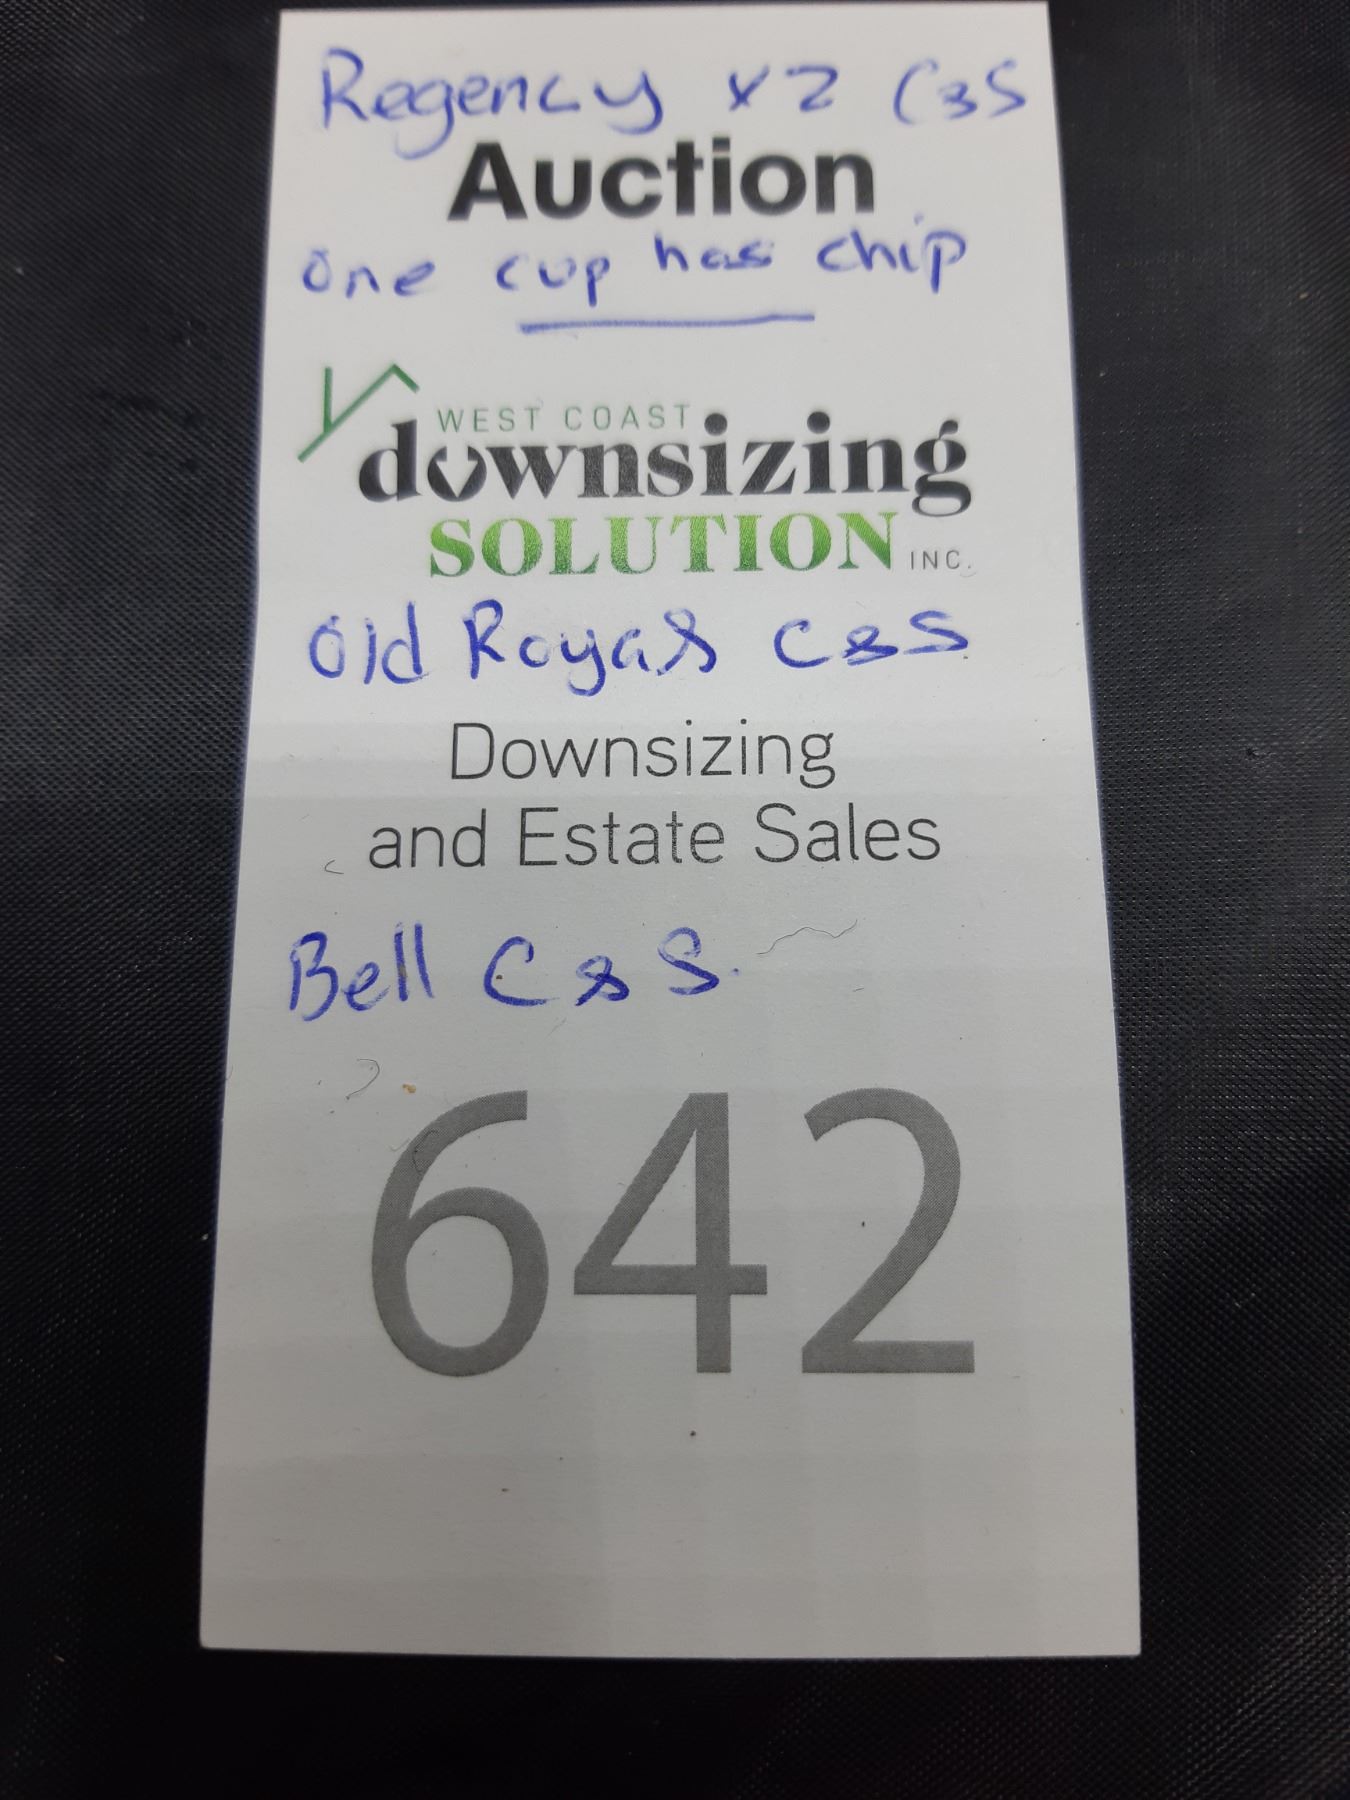 Regency x2 C&S
Auction
One cup has chip
WEST COAST
downsizing
SOLUTION INC.
Old Royal C&S
Downsizing
and Estate Sales
Bell C&S.
642